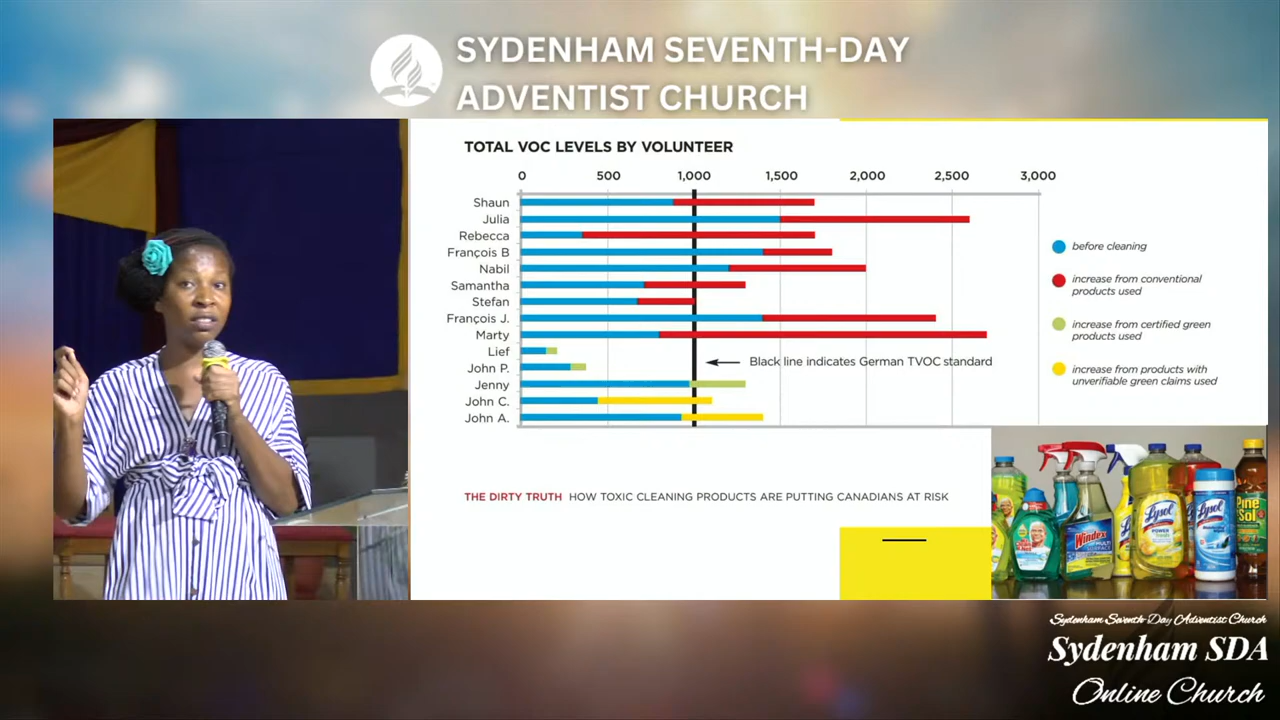 SYDENHAM SEVENTH-DAY
ADVENTIST CHURCH
TOTAL VOC LEVELS BY VOLUNTEER
0 500 1,000 1,500 2,000 2,500 3,000
Shaun
Julia
Rebecca
François B
Nabil
Samantha
Stefan
François J.
Marty
Lief
John P.
Jenny
John C.
John A.
Black line indicates German TVOC standard
before cleaning
increase from conventional
products used
increase from certified green
products used
increase from products with
unverifiable green claims used
THE DIRTY TRUTH HOW TOXIC CLEANING PRODUCTS ARE PUTTING CANADIANS AT RISK
Windex
Lysol
Lysol
Pine
Sol
Sydenham Seventh-Day Adventist Church
Sydenham SDA
Online Church